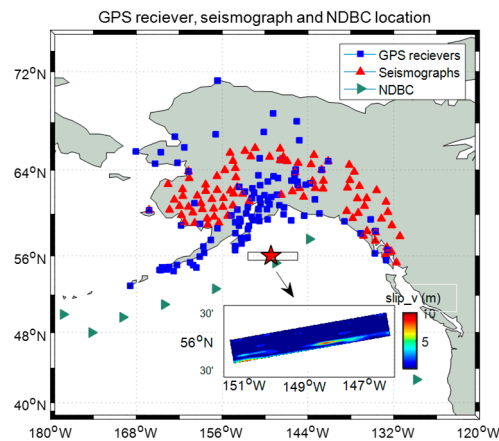 GPS reciever, seismograph and NDBC location
GPS recievers
Seismographs
NDBC
72°N
64°N
56°N
48°N
40°N
slip_v (m)
10
5
30'
56°N
30'
151°W 149°W 147°W
180°W 168°W 156°W 144°W 132°W 120°W